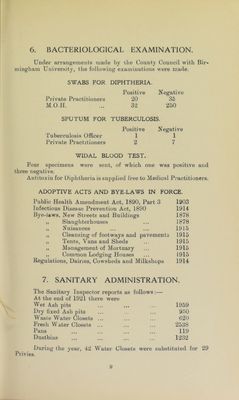 6. BACTERIOLOGICAL EXAMINATION.
Under arrangements made by the County Council with Bir-
mingham University, the following examinations were made.
SWABS FOR DIPHTHERIA.
Positive Negative
Private Practitioners 20 35
M.O.H. ... 32 250
SPUTUM FOR TUBERCULOSIS.
Positive Negative
Tuberculosis Officer 1 1
Private Practitioners 2 7
WIDAL BLOOD TEST.
Four specimens were sent, of which one was positive and
three negative.
Antitoxin for Diphtheria is supplied free to Medical Practitioners.
ADOPTIVE ACTS AND BYE-LAWS IN FORCE.
Public Health Amendment Act, 1890, Part 3 1903
Infectious Disease Prevention Act, 1890 1914
Bye-laws, New Streets and Buildings 1878
„ Slaughterhouses 1878
„ Nuisances ... ... 1915
„ Cleansing of footways and pavements 1915
„ Tents, Vans and Sheds ... 1915
„ Management of Mortuary ... 1915
„ Common Lodging Houses ... 1915
Regulations, Dairies, Cowsheds and Milkshops 1914
7. SANITARY ADMINISTRATION.
The Sanitary Inspector reports as follows:—
At the end of 1921 there were
Wet Ash pits ... ... ... 1959
Dry fixed Ash pits ... ... ... 950
Waste Water Closets ... ... ... 620
Fresh Water Closets ... ... ... 2538
Pans ... ... ... ... 119
Dustbins ... ... ... ... 1232
During the year, 42 Water Closets were substituted for 29
Privies.
9